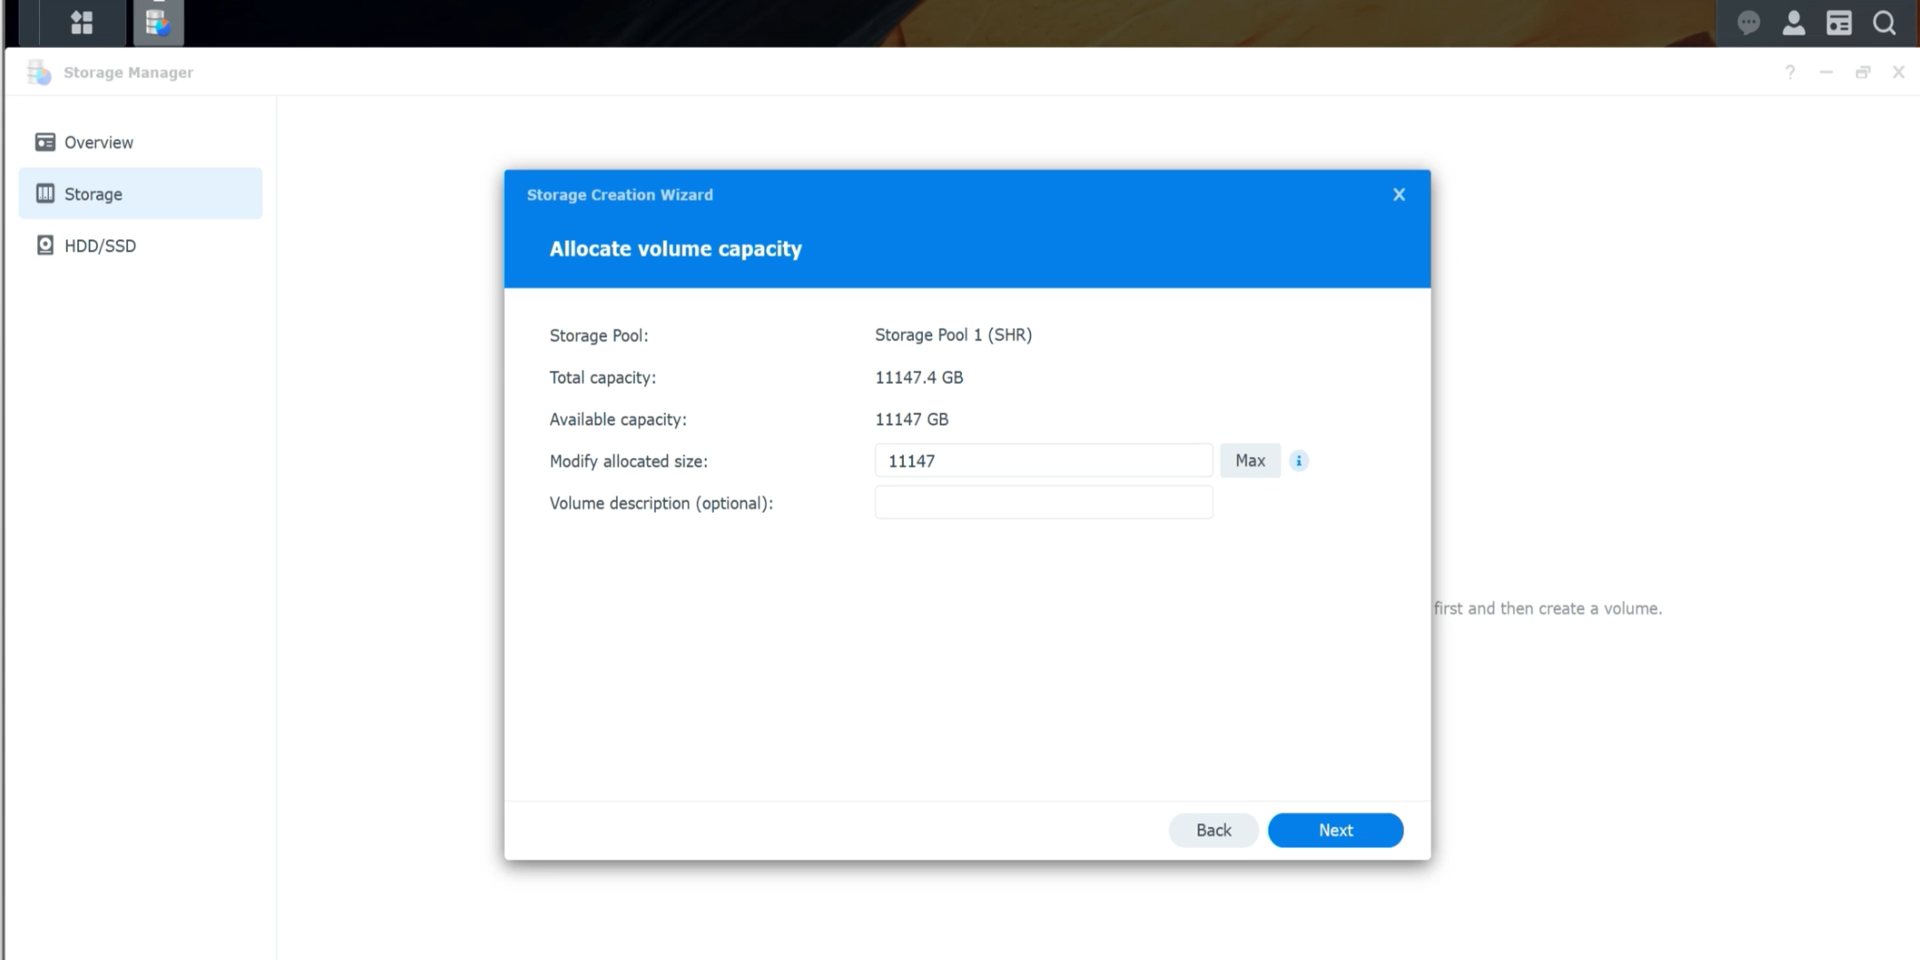 Storage Manager
?
Overview
Storage
HDD/SSD
Storage Creation Wizard
Allocate volume capacity
Storage Pool: Storage Pool 1 (SHR)
Total capacity: 11147.4 GB
Available capacity: 11147 GB
Modify allocated size: 11147 Max
Volume description (optional):
first and then create a volume.
Back Next